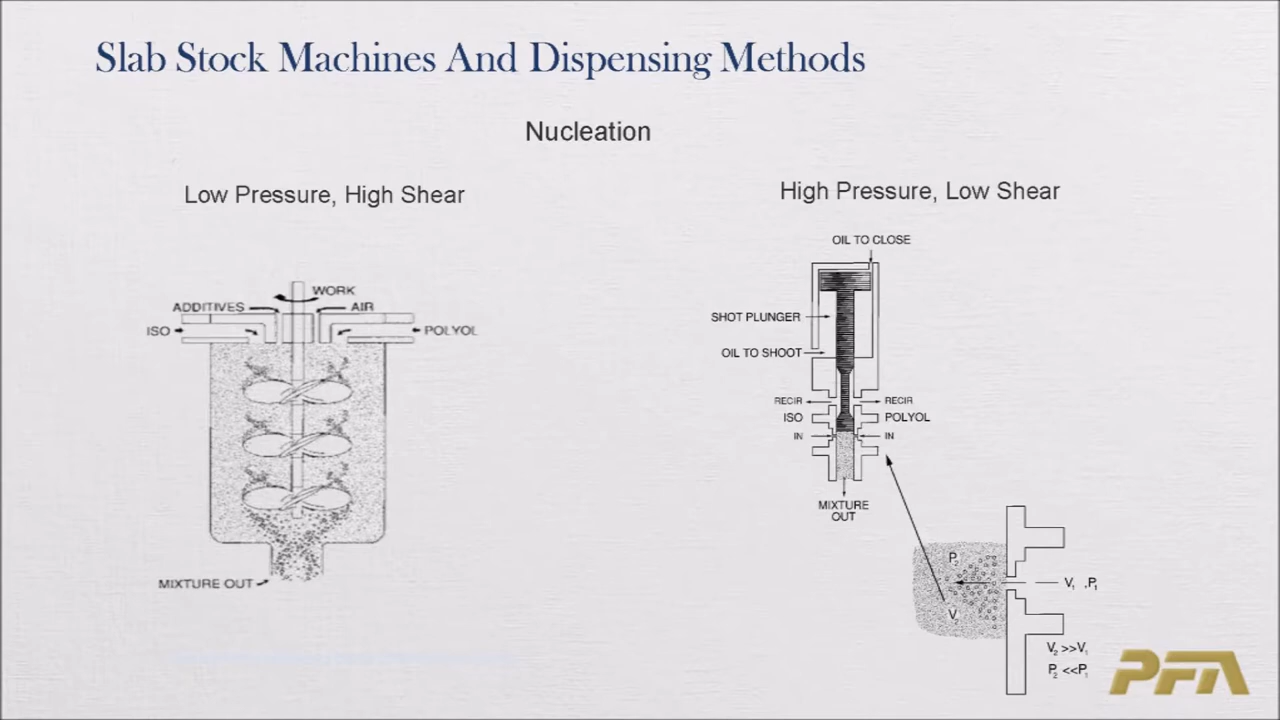 Slab Stock Machines And Dispensing Methods
Nucleation
Low Pressure, High Shear
WORK
ADDITIVES
AIR
ISO
POLYOL
MIXTURE OUT
High Pressure, Low Shear
OIL TO CLOSE
SHOT PLUNGER
OIL TO SHOOT
RECIR
RECIR
ISO
POLYOL
IN
IN
MIXTURE
OUT
P₂
V₁ .P₁
V₂
V₂ >>V₁
P₂ <<P₁
PFA